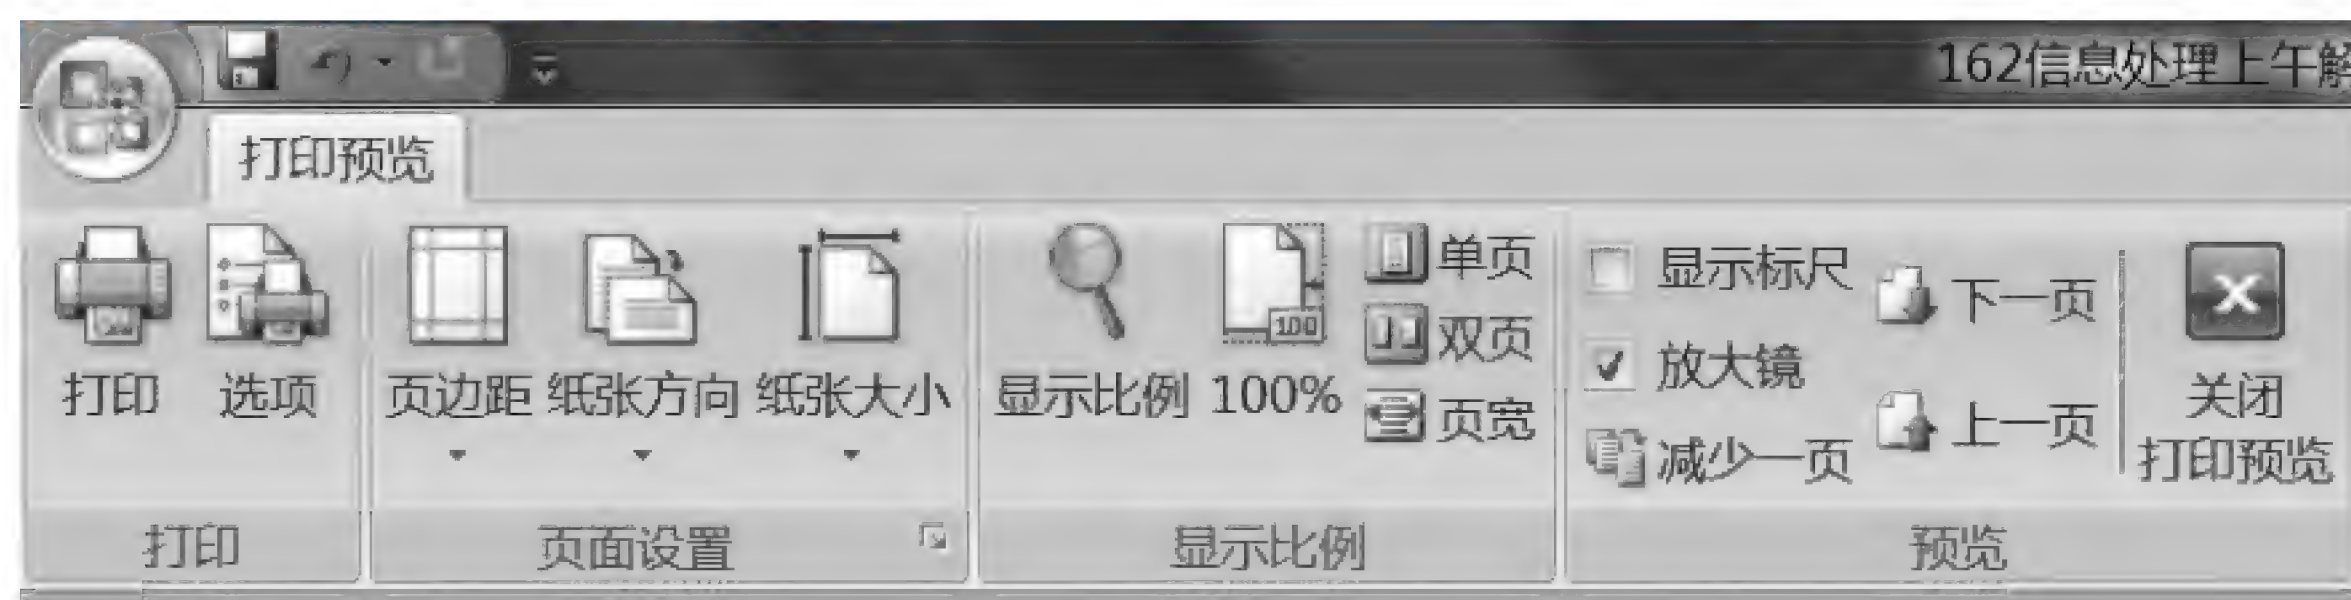 162信息处理上午解
打印预览
打印
选项
页边距
纸张方向
纸张大小
显示比例
100
100%
单页
双页
页宽
显示标尺
放大镜
减少一页
下一页
上一页
关闭
打印预览
打印
页面设置
显示比例
预览